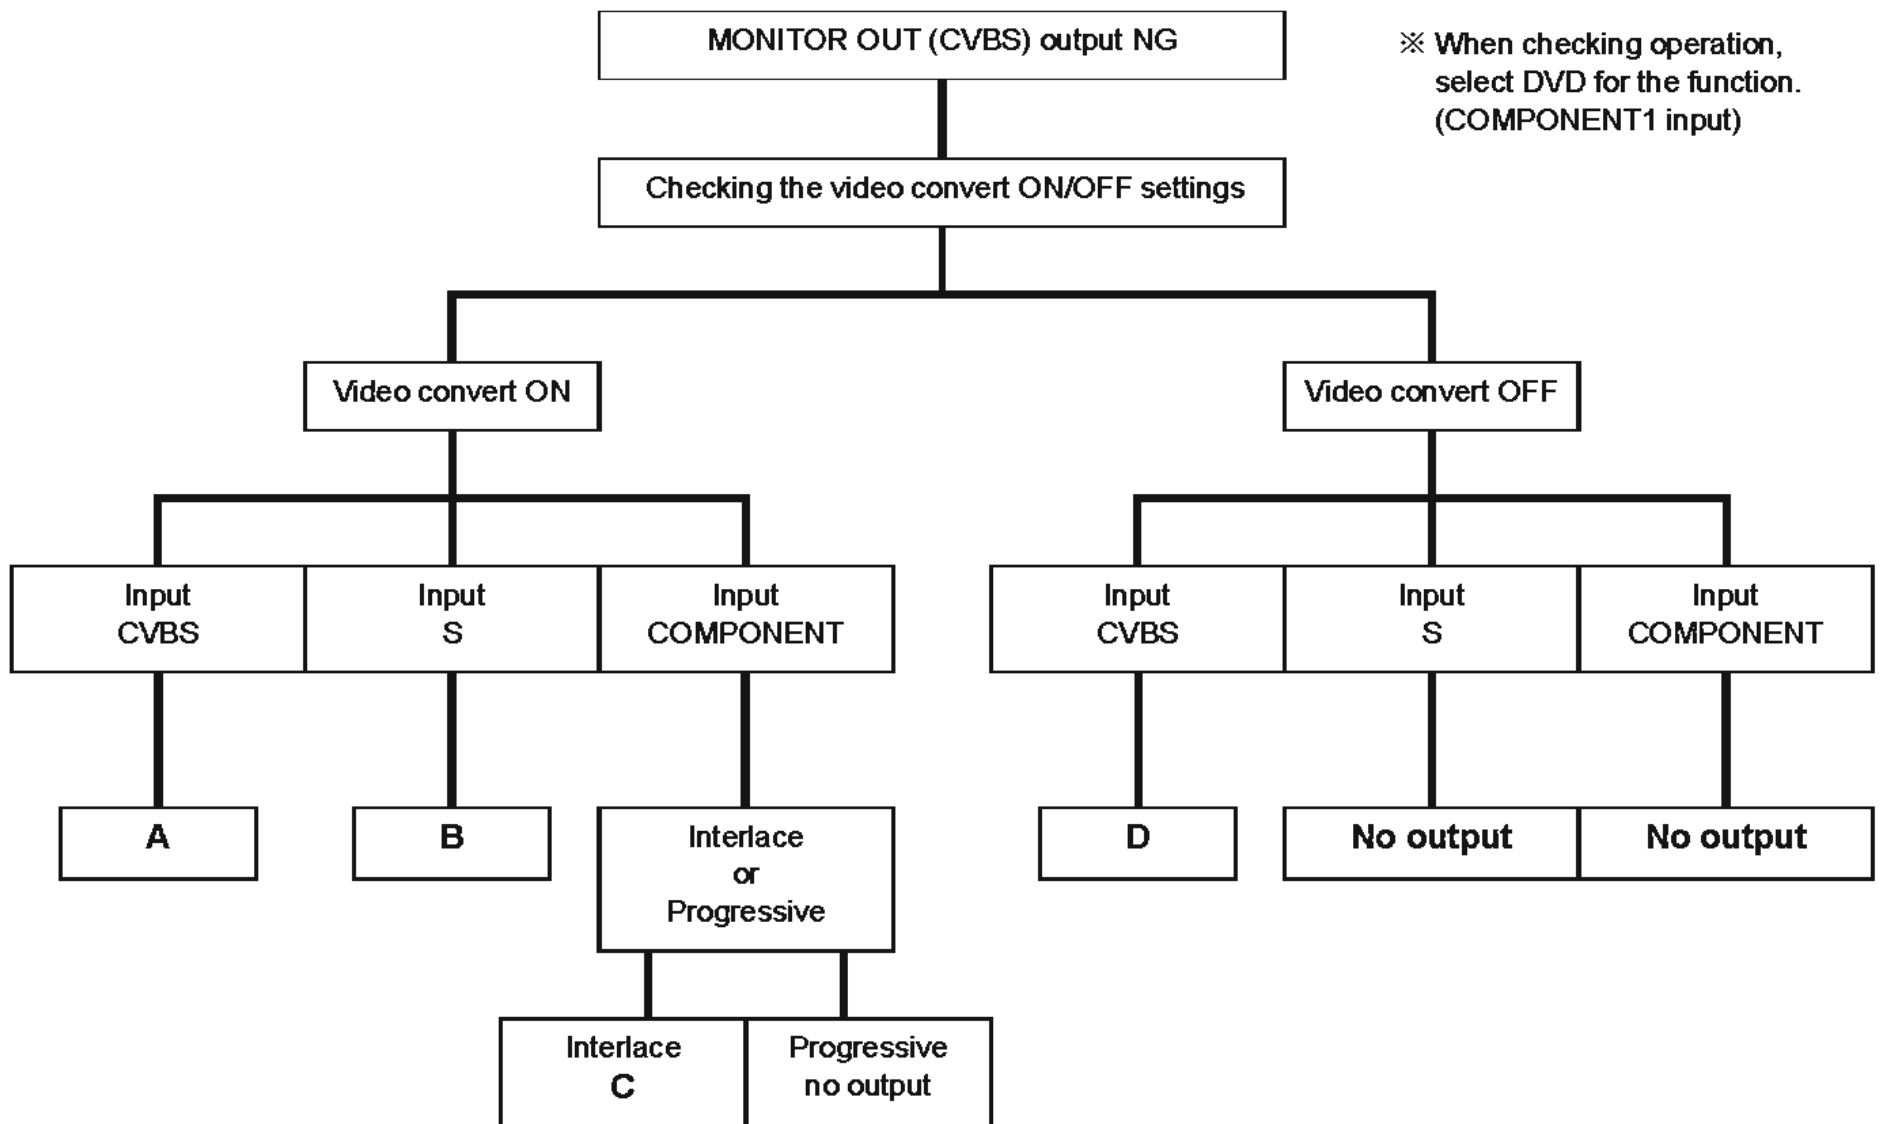 MONITOR OUT (CVBS) output NG
※ When checking operation,
select DVD for the function.
(COMPONENT1 input)
Checking the video convert ON/OFF settings
Video convert ON
Video convert OFF
Input
CVBS
Input
S
Input
COMPONENT
Input
CVBS
Input
S
Input
COMPONENT
A
B
Interlace
or
Progressive
D
No output
No output
Interlace
C
Progressive
no output